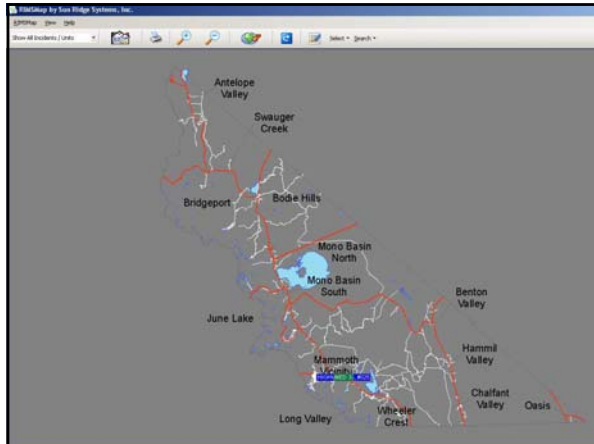 RIMSMap by Sun Ridge Systems, Inc.
RIMSMap View Help
Show All Incidents / Units Select Search
Antelope
Valley
Swauger
Creek
Bridgeport
Bodie Hills
Mono Basin
North
Mono Basin
South
Benton
Valley
June Lake
Hammil
Valley
Mammoth
Vicinity
Chalfant
Valley
Oasis
Long Valley
Wheeler
Crest